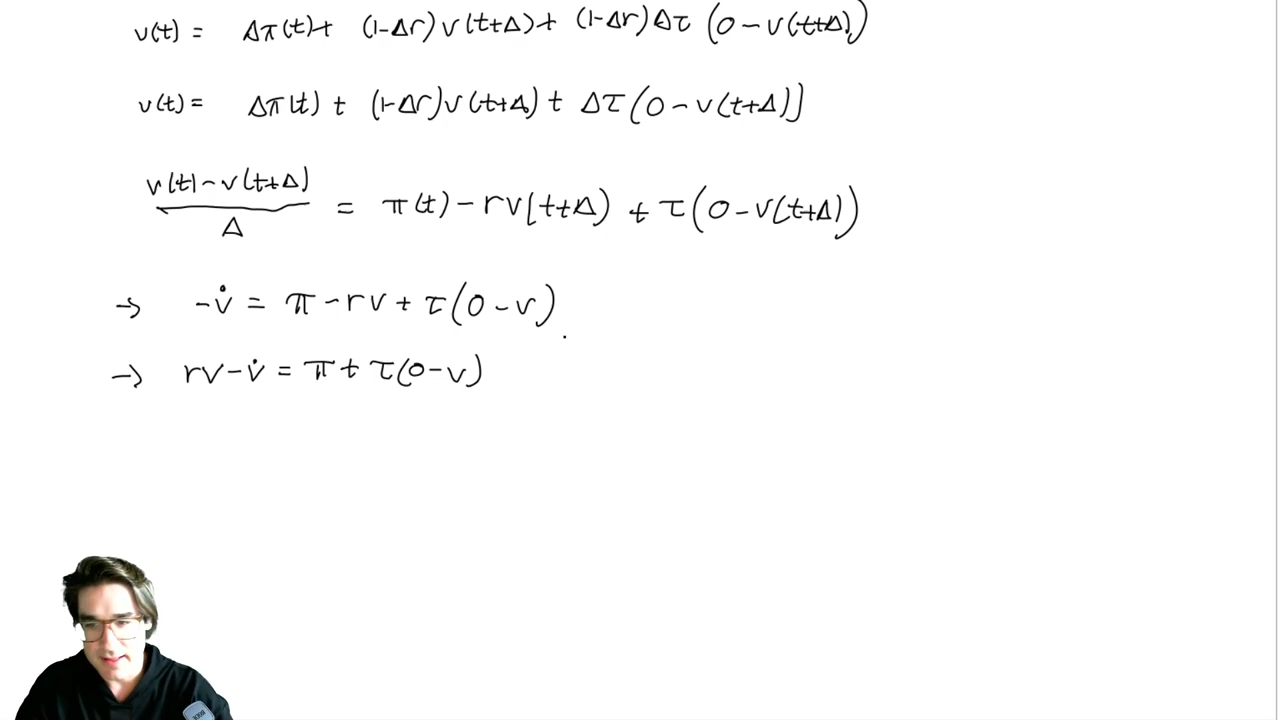 v(t) = Δπ(t)+ (1-Δr)v(t+Δ)+ (1-Δr)Δτ (0-v(t+Δ))
v(t) = Δπ(t) + (1-Δr)v(t+Δ) + Δτ(0-v(t+Δ))
v(t)-v(t+Δ)
Δ
= π(t) - rv(t+Δ) + τ(0-v(t+Δ))
→ -v̇ = π - rv + τ(0-v)
→ rv-v̇ = π + τ(0-v)